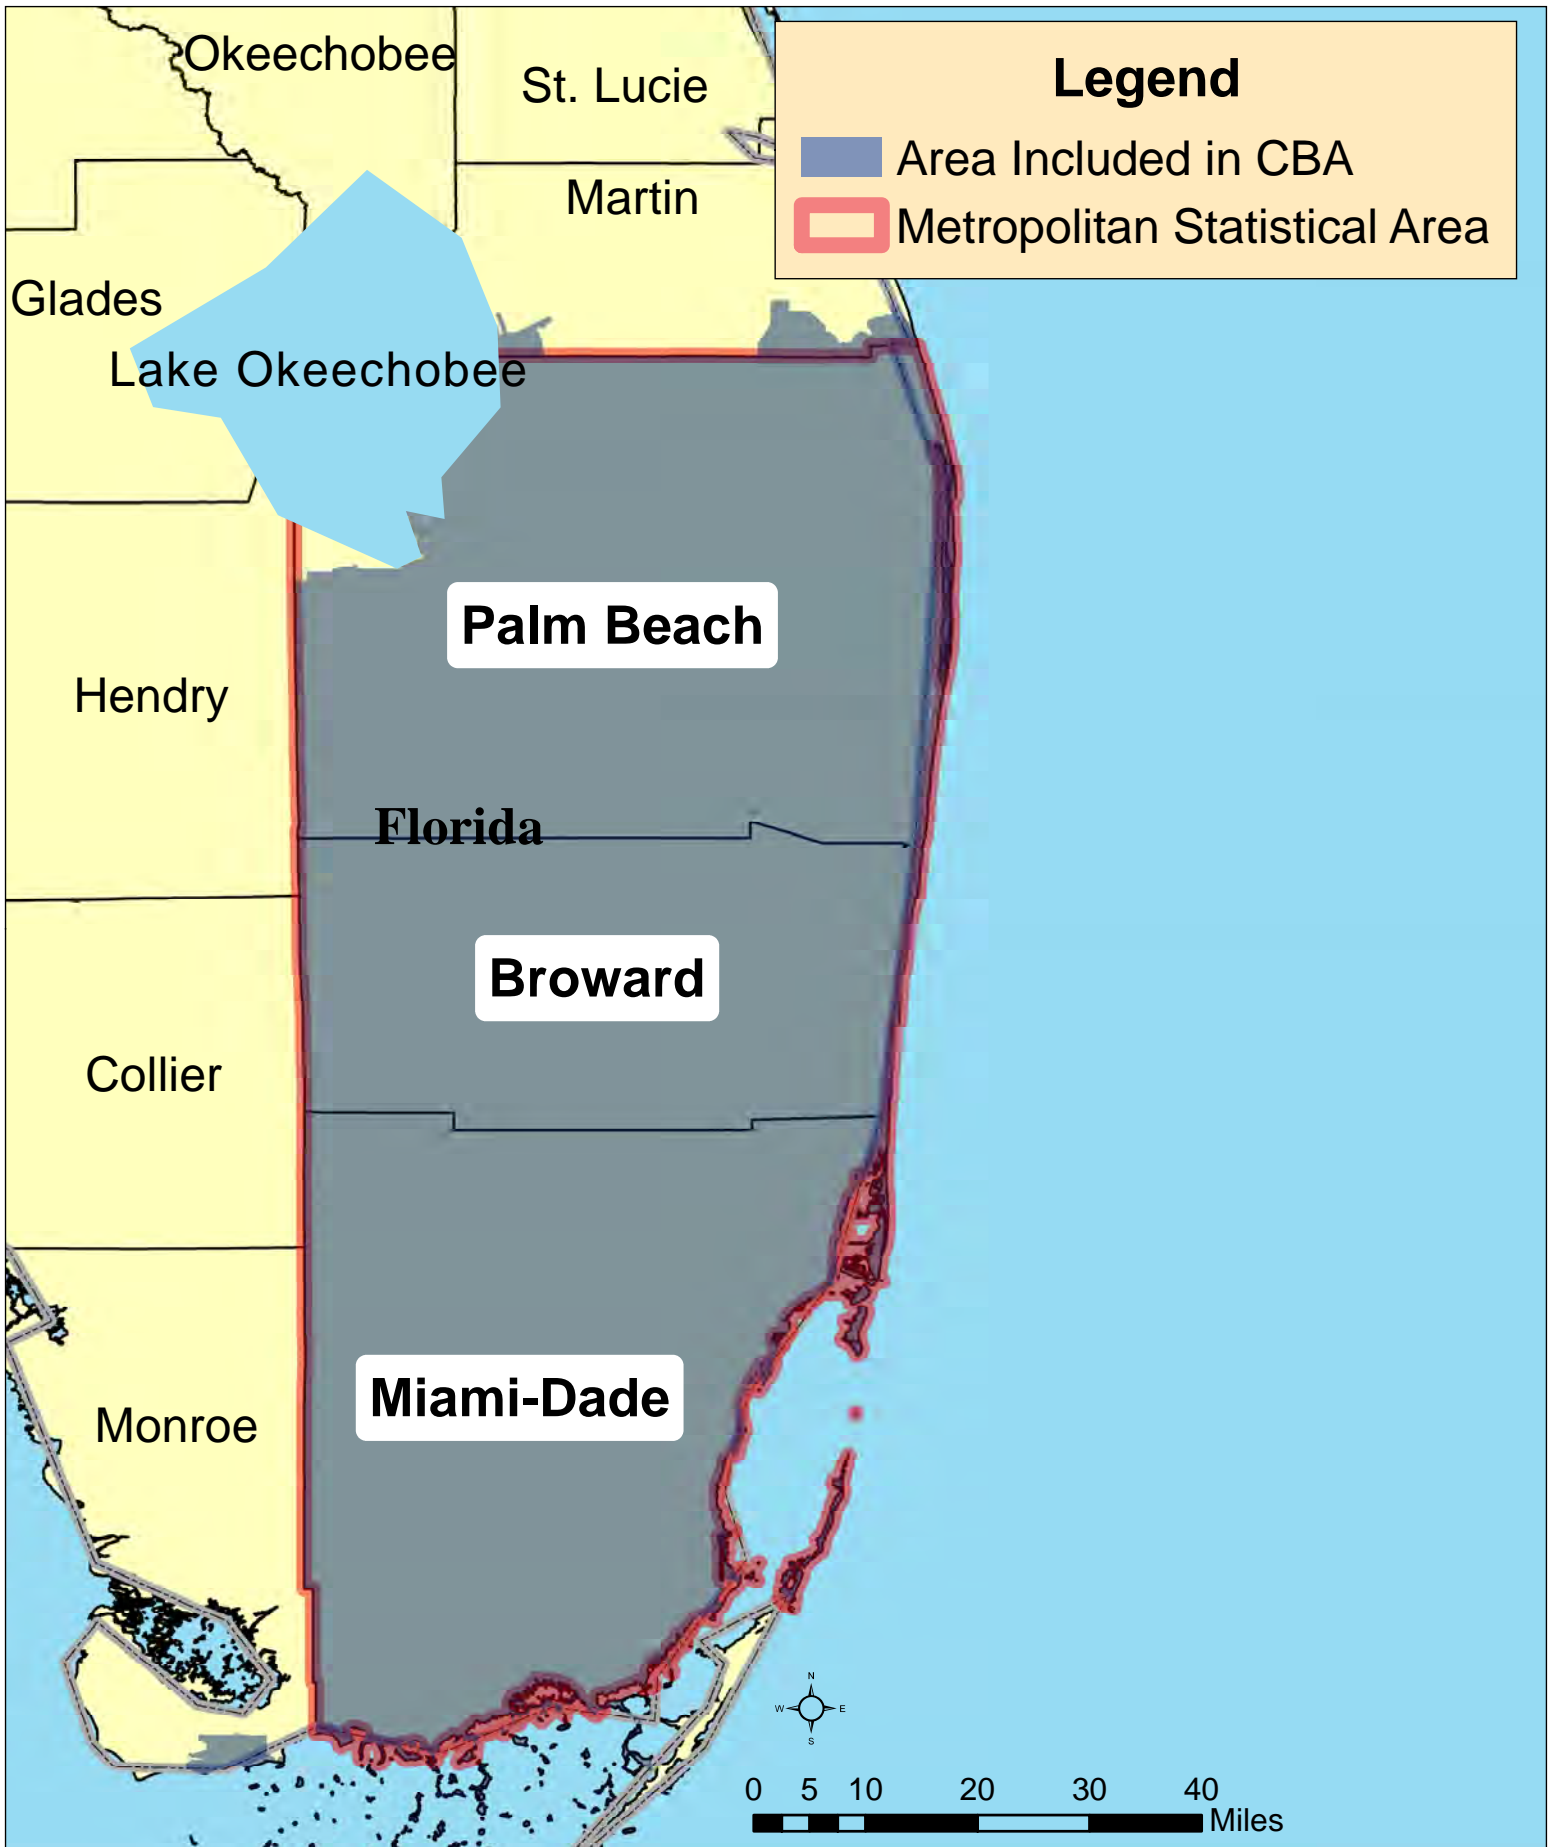 Okeechobee
St. Lucie
Legend
Area Included in CBA
Metropolitan Statistical Area
Martin
Glades
Lake Okeechobee
Palm Beach
Hendry
Florida
Broward
Collier
Miami-Dade
Monroe
N
W E
S
0 5 10 20 30 40
Miles